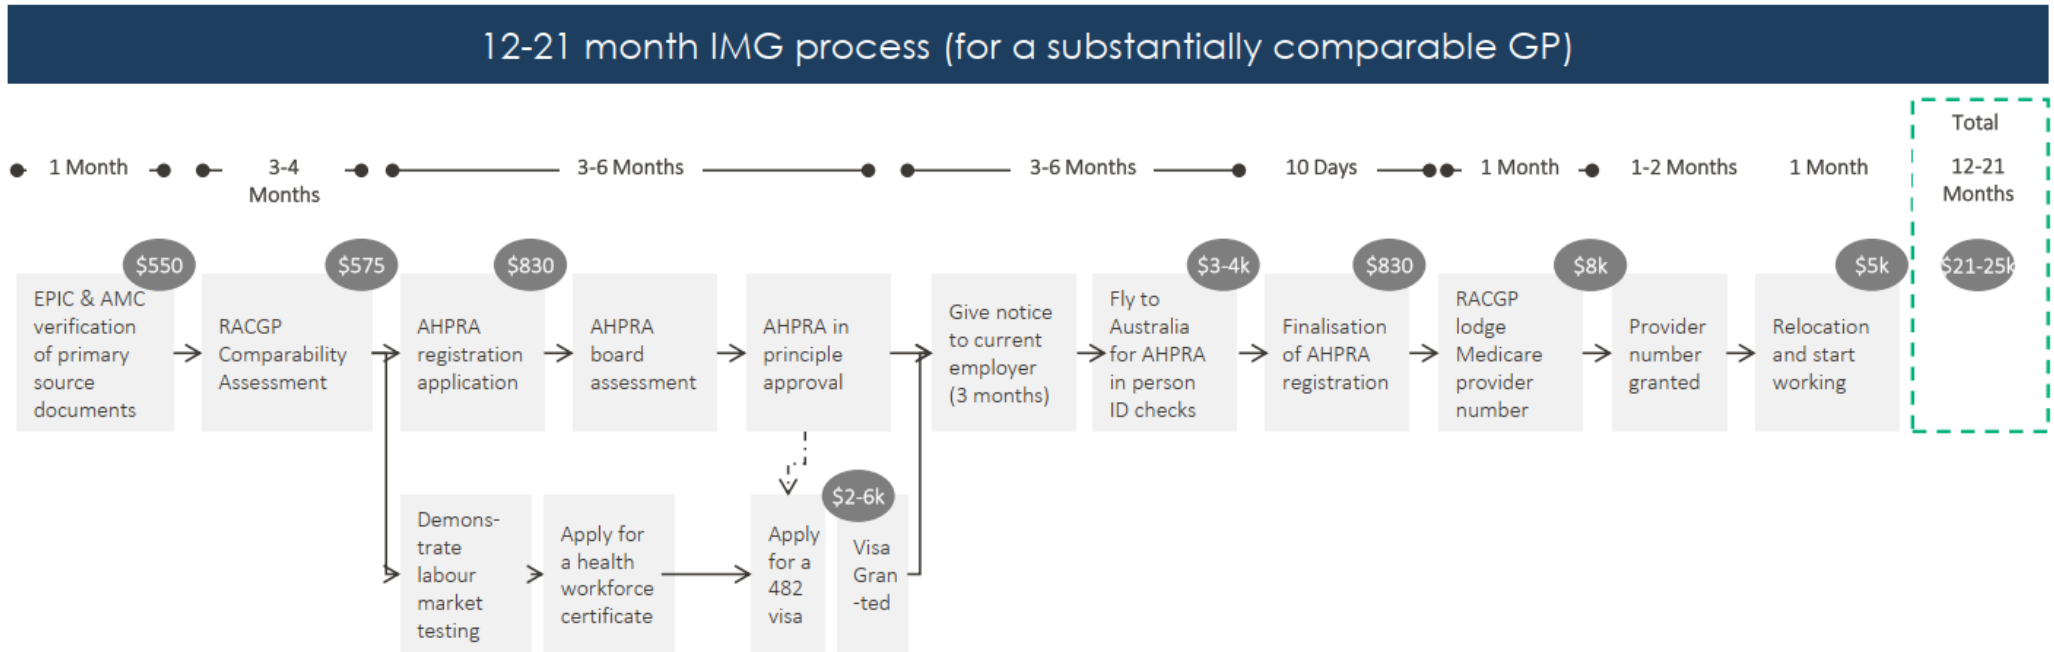 12-21 month IMG process (for a substantially comparable GP)
Total
1 Month
3-4
Months
3-6 Months
3-6 Months
10 Days
1 Month
1-2 Months
1 Month
12-21
Months
$550
$575
$830
$3-4k
$830
$8k
$5k
$21-25k
EPIC & AMC
verification
of primary
source
documents
RACGP
Comparability
Assessment
AHPRA
registration
application
AHPRA
board
assessment
AHPRA in
principle
approval
Give notice
to current
employer
(3 months)
Fly to
Australia
for AHPRA
in person
ID checks
Finalisation
of AHPRA
registration
RACGP
lodge
Medicare
provider
number
Provider
number
granted
Relocation
and start
working
$2-6k
Demons-
trate
labour
market
testing
Apply for
a health
workforce
certificate
Apply
for a
482
visa
Visa
Gran
-ted